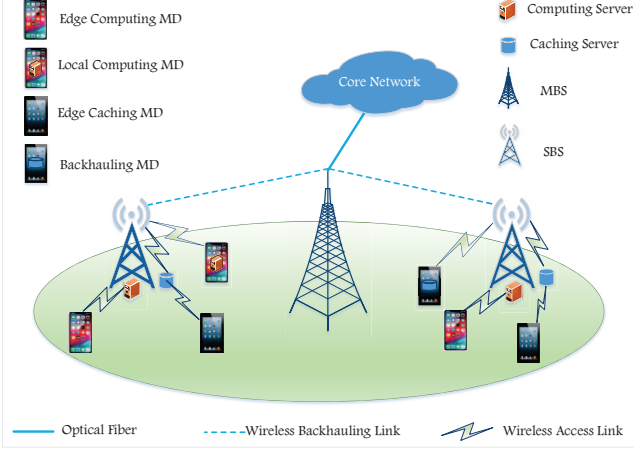 Edge Computing MD
Local Computing MD
Edge Caching MD
Backhauling MD
Computing Server
Caching Server
MBS
SBS
Core Network
Optical Fiber
Wireless Backhauling Link
Wireless Access Link